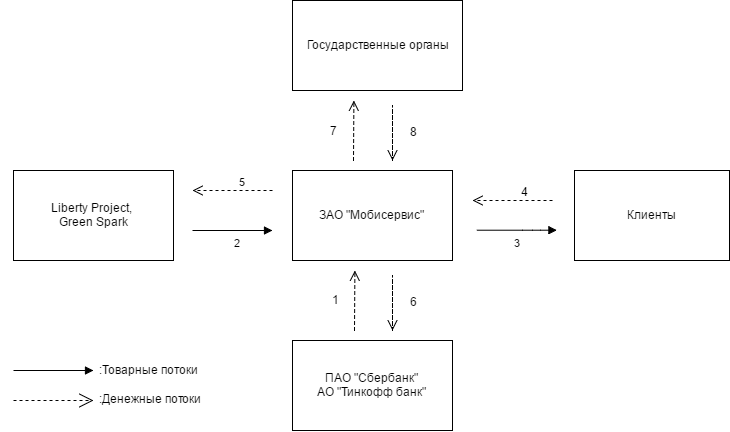 Государственные органы
7
8
5
4
Liberty Project,
Green Spark
ЗАО "Мобисервис"
Клиенты
2
3
1
6
ПАО "Сбербанк"
АО "Тинкофф банк"
:Товарные потоки
:Денежные потоки